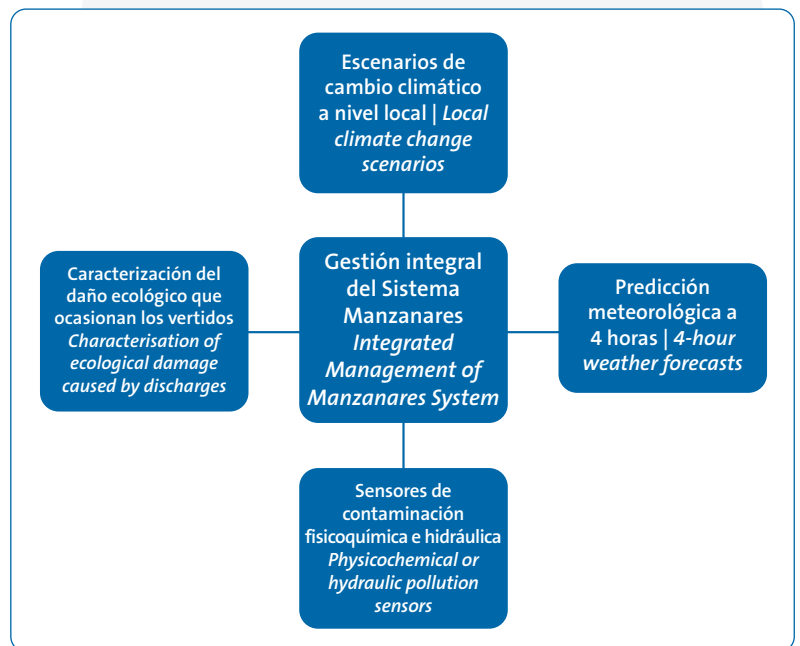 Escenarios de
cambio climático
a nivel local | Local
climate change
scenarios
Caracterización del
daño ecológico que
ocasionan los vertidos
Characterisation of
ecological damage
caused by discharges
Gestión integral
del Sistema
Manzanares
Integrated
Management of
Manzanares System
Predicción
meteorológica a
4 horas | 4-hour
weather forecasts
Sensores de
contaminación
fisicoquímica e hidráulica
Physicochemical or
hydraulic pollution
sensors